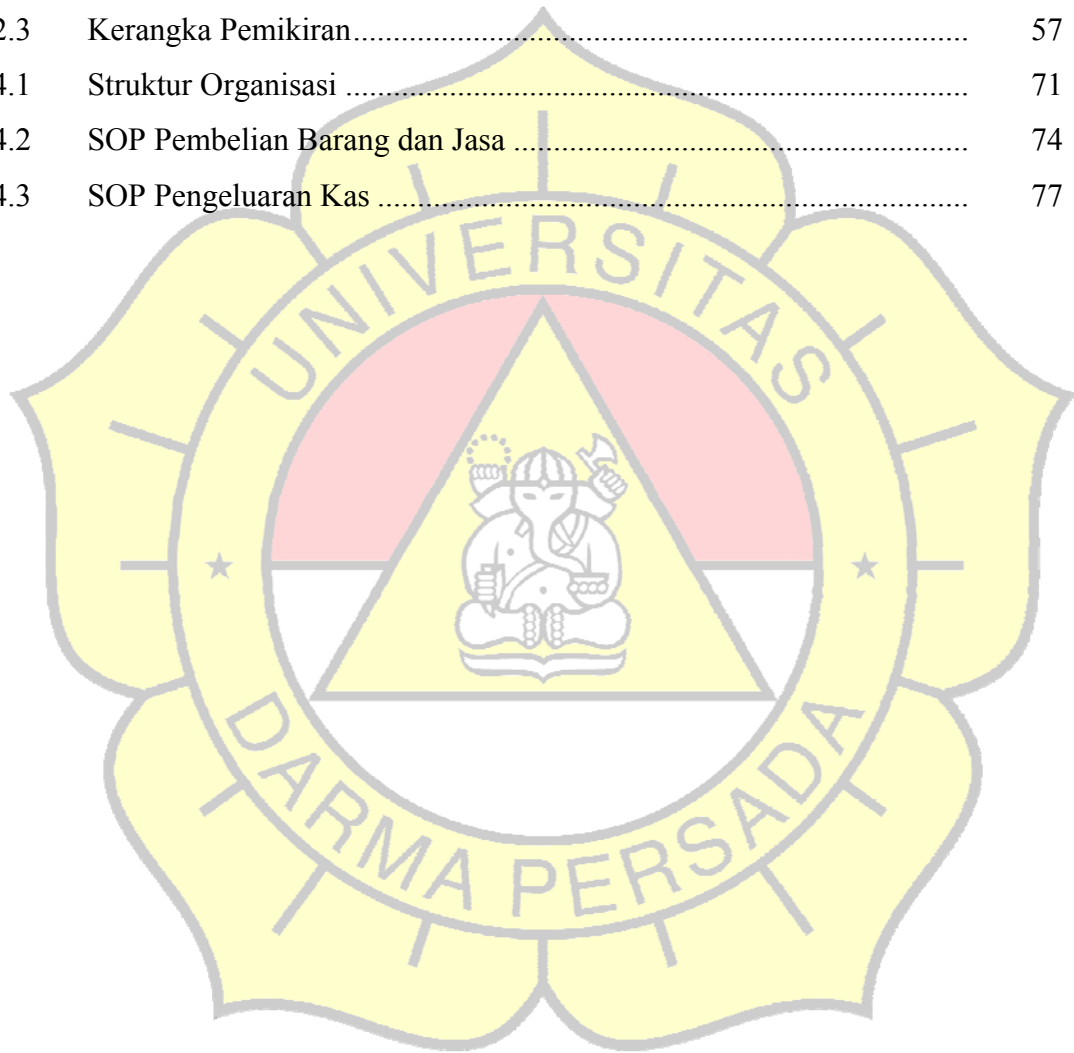 2.3 Kerangka Pemikiran............................................................................ 57
4.1 Struktur Organisasi ............................................................................. 71
4.2 SOP Pembelian Barang dan Jasa ........................................................ 74
4.3 SOP Pengeluaran Kas ......................................................................... 77
UNIVERSITAS
DARMA PERSADA